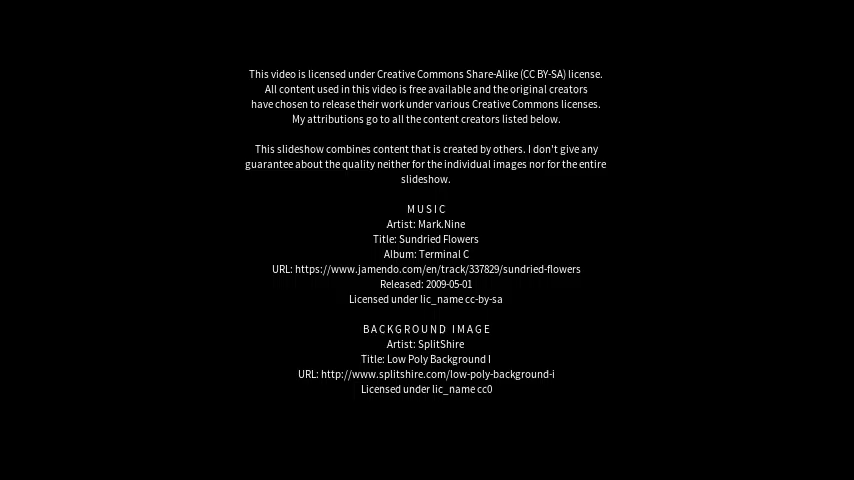 This video is licensed under Creative Commons Share-Alike (CC BY-SA) license.
All content used in this video is free available and the original creators
have chosen to release their work under various Creative Commons licenses.
My attributions go to all the content creators listed below.
This slideshow combines content that is created by others. I don't give any
guarantee about the quality neither for the individual images nor for the entire
slideshow.
MUSIC
Artist: Mark.Nine
Title: Sundried Flowers
Album: Terminal C
URL: https://www.jamendo.com/en/track/337829/sundried-flowers
Released: 2009-05-01
Licensed under lic_name cc-by-sa
BACKGROUND IMAGE
Artist: SplitShire
Title: Low Poly Background I
URL: http://www.splitshire.com/low-poly-background-i
Licensed under lic_name cc0